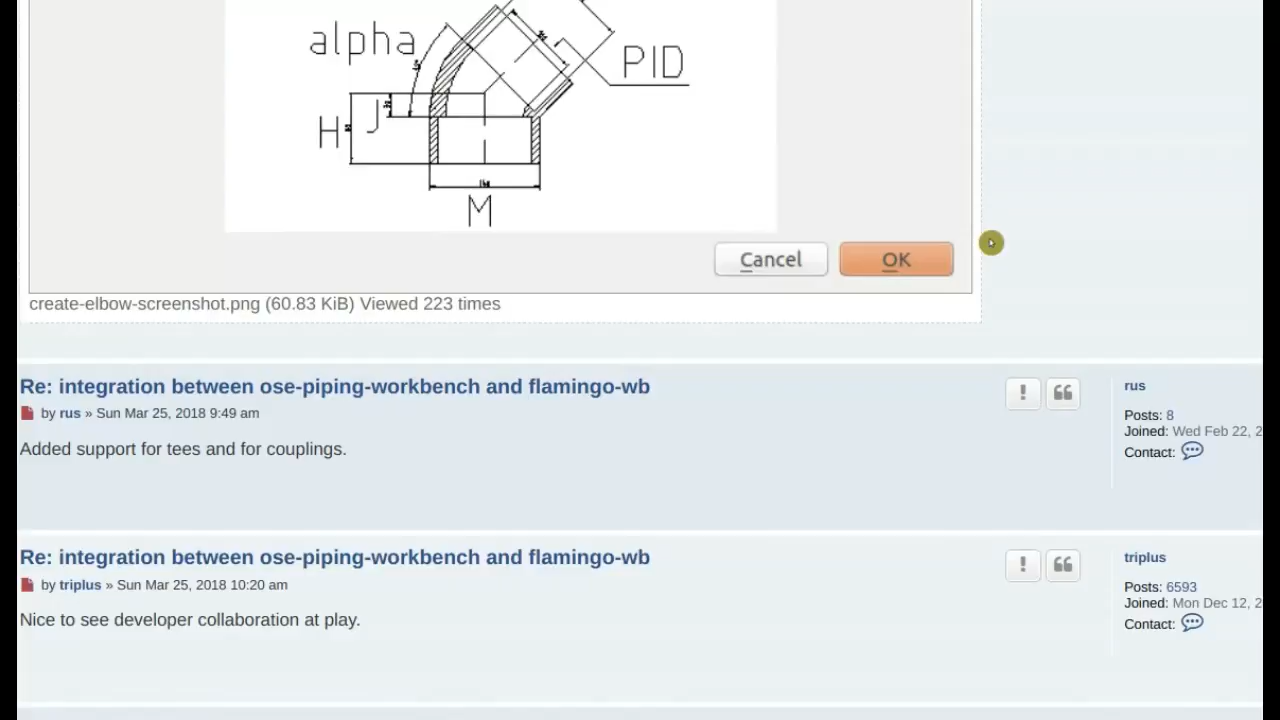 alpha
PID
H
J
M
Cancel
OK
create-elbow-screenshot.png (60.83 KiB) Viewed 223 times
Re: integration between ose-piping-workbench and flamingo-wb
by rus » Sun Mar 25, 2018 9:49 am
Added support for tees and for couplings.
rus
Posts: 8
Joined: Wed Feb 22, 2
Contact:
Re: integration between ose-piping-workbench and flamingo-wb
by triplus » Sun Mar 25, 2018 10:20 am
Nice to see developer collaboration at play.
triplus
Posts: 6593
Joined: Mon Dec 12, 2
Contact: